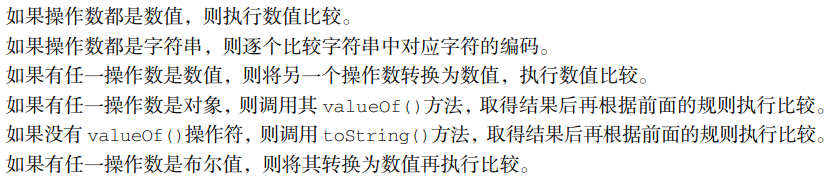 如果操作数都是数值，则执行数值比较。
如果操作数都是字符串，则逐个比较字符串中对应字符的编码。
如果有任一操作数是数值，则将另一个操作数转换为数值，执行数值比较。
如果有任一操作数是对象，则调用其 valueOf()方法，取得结果后再根据前面的规则执行比较。
如果没有 valueOf()操作符，则调用 toString()方法，取得结果后再根据前面的规则执行比较。
如果有任一操作数是布尔值，则将其转换为数值再执行比较。